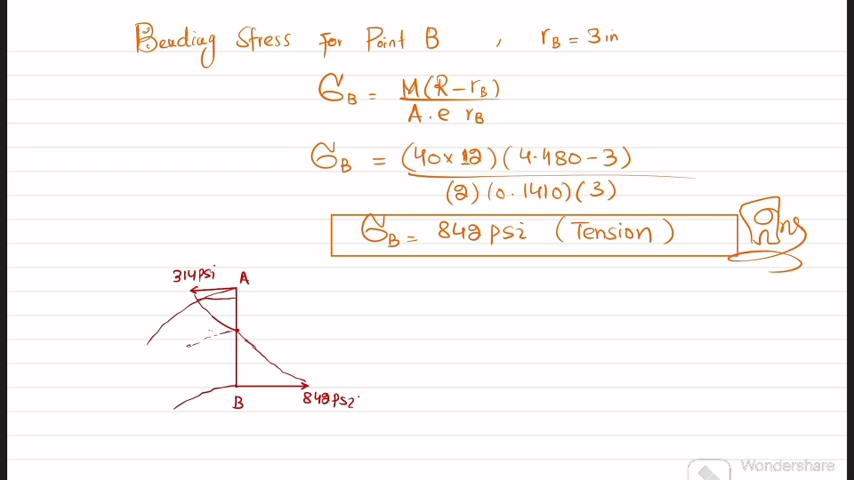 Bending Stress For Point B , rB = 3 in
σB = M(R - rB) / A. e rB
σB = (40 x 12)(4.480 - 3) / (2)(0.1410)(3)
σB = 842 psi (Tension) Ans
314 psi A
B 842 psi
Wondershare